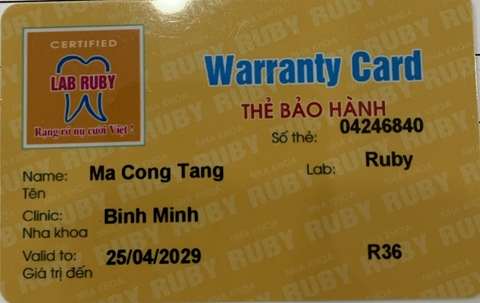 CERTIFIED
LAB RUBY
Rạng rỡ nụ cười Việt !
Warranty Card
THẺ BẢO HÀNH
Số thẻ: 04246840
Name: Ma Cong Tang
Tên
Lab: Ruby
Clinic: Binh Minh
Nha khoa
Valid to: 25/04/2029
Giá trị đến
R36